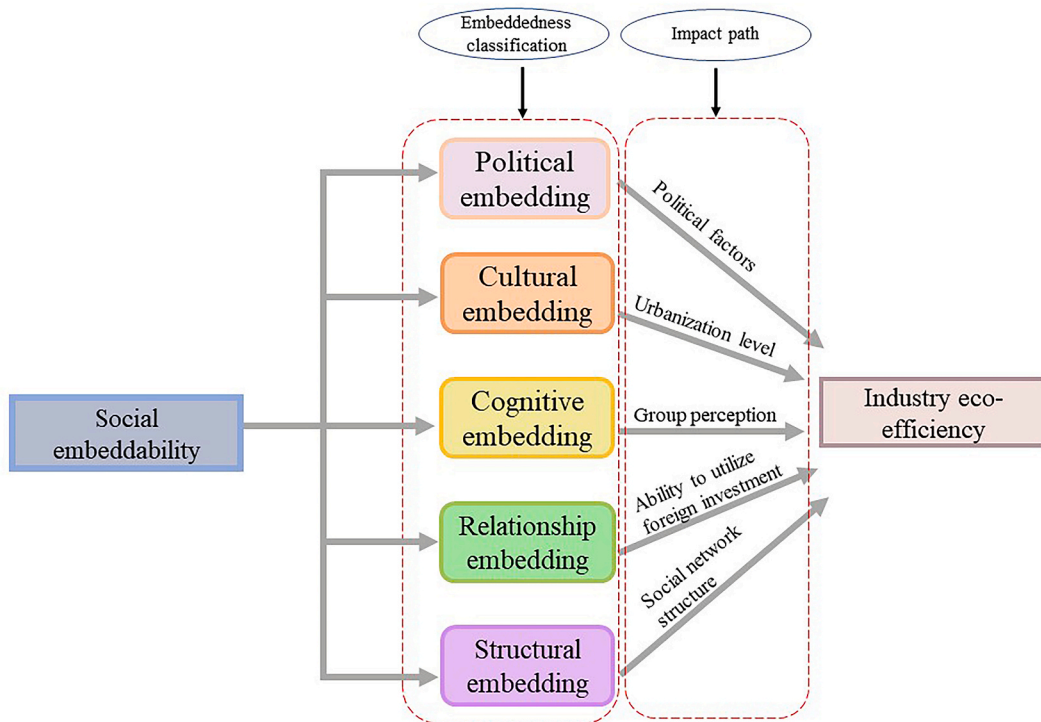 Embeddedness
classification
Impact path
Political
embedding
Political factors
Cultural
embedding
Urbanization level
Social
embeddability
Cognitive
embedding
Group perception
Industry eco-
efficiency
Relationship
embedding
Ability to utilize
foreign investment
Structural
embedding
Social network
structure